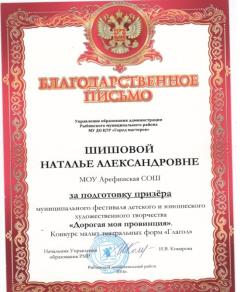 Управление образования администрации
Рыбинского муниципального района
МУ ДО ЦТР «Город мастеров»
БЛАГОДАРСТВЕННОЕ
ПИСЬМО
ШИШОВОЙ
НАТАЛЬЕ АЛЕКСАНДРОВНЕ
МОУ Арефинская СОШ
за подготовку призёра
муниципального фестиваля детского и юношеского
художественного творчества
«Дорогая моя провинция».
Конкурс малых театральных форм «Глагол»
Начальник Управления
образования РМР
Н.В. Комарова
Рыбинский муниципальный район